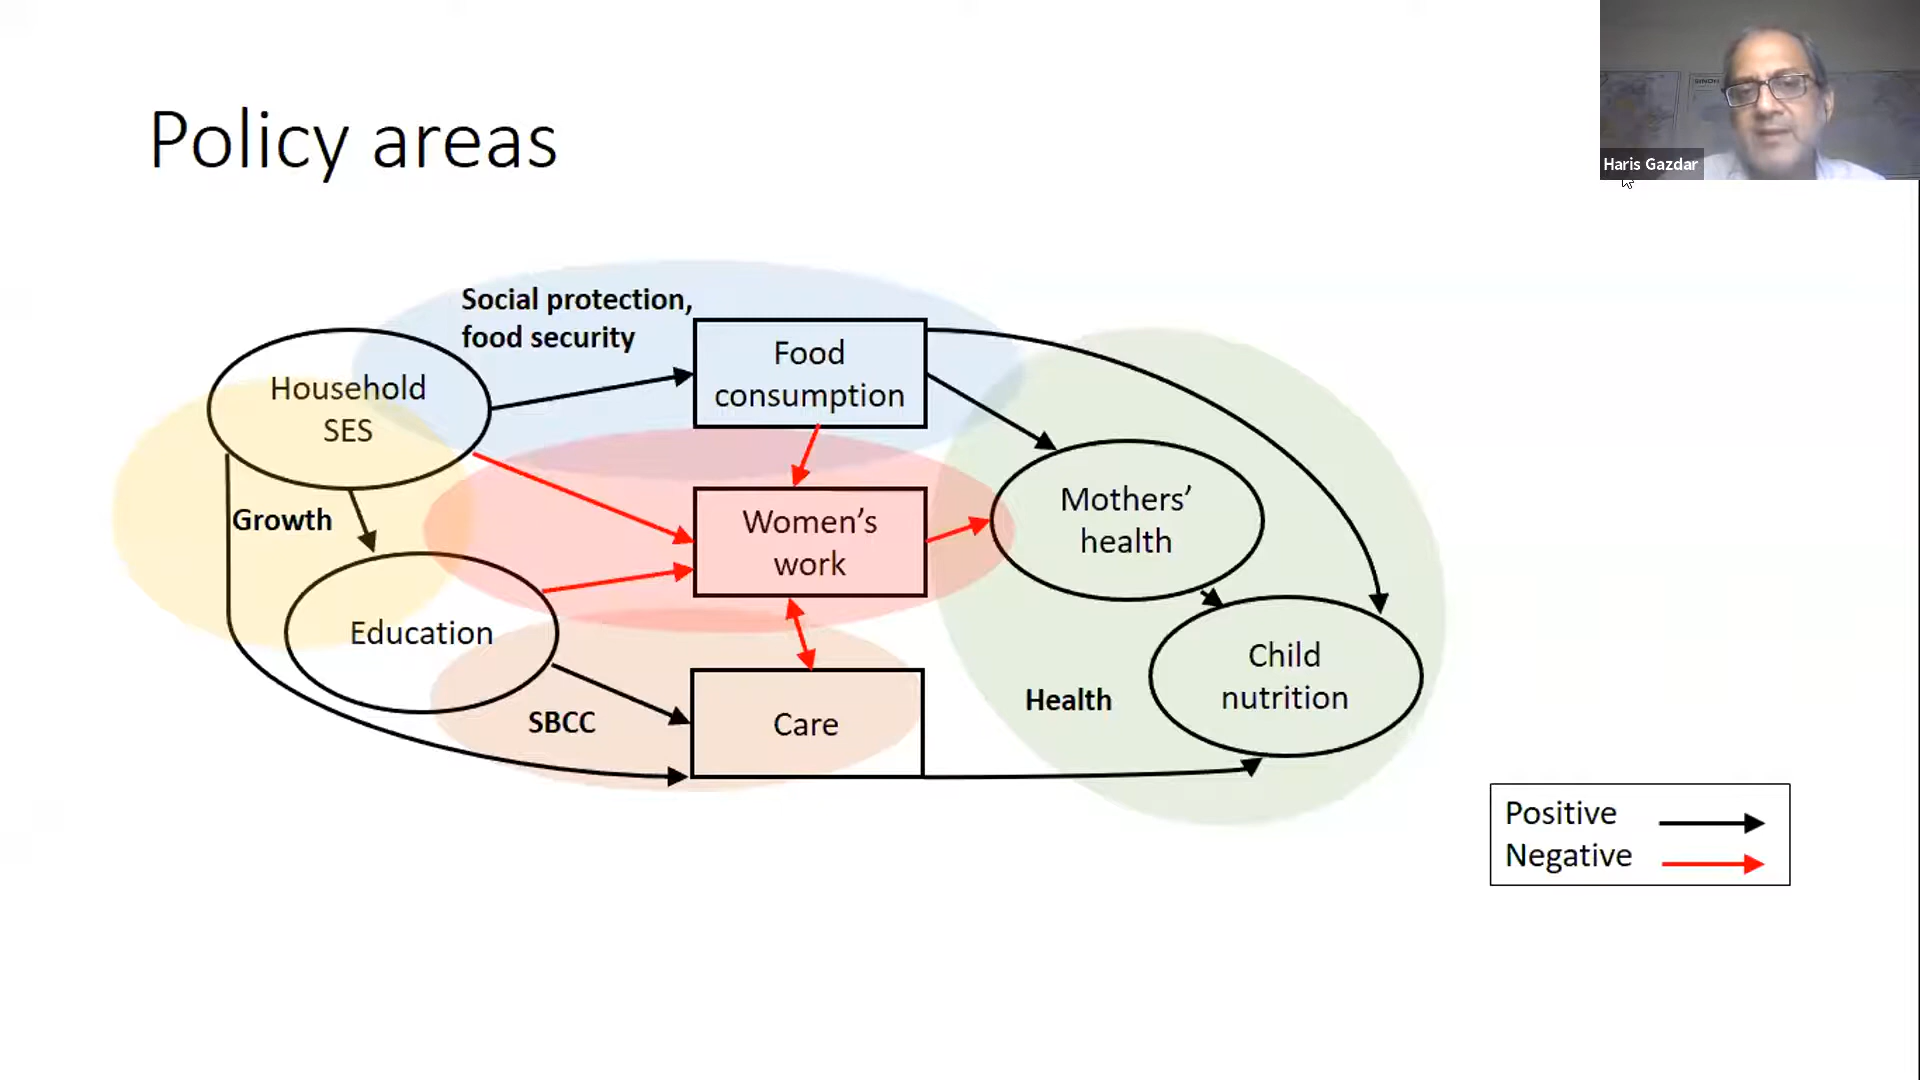 Policy areas
SINDH
Haris Gazdar
Social protection,
food security
Household
SES
Food
consumption
Growth
Women's
work
Mothers'
health
Education
SBCC
Care
Health
Child
nutrition
Positive
Negative